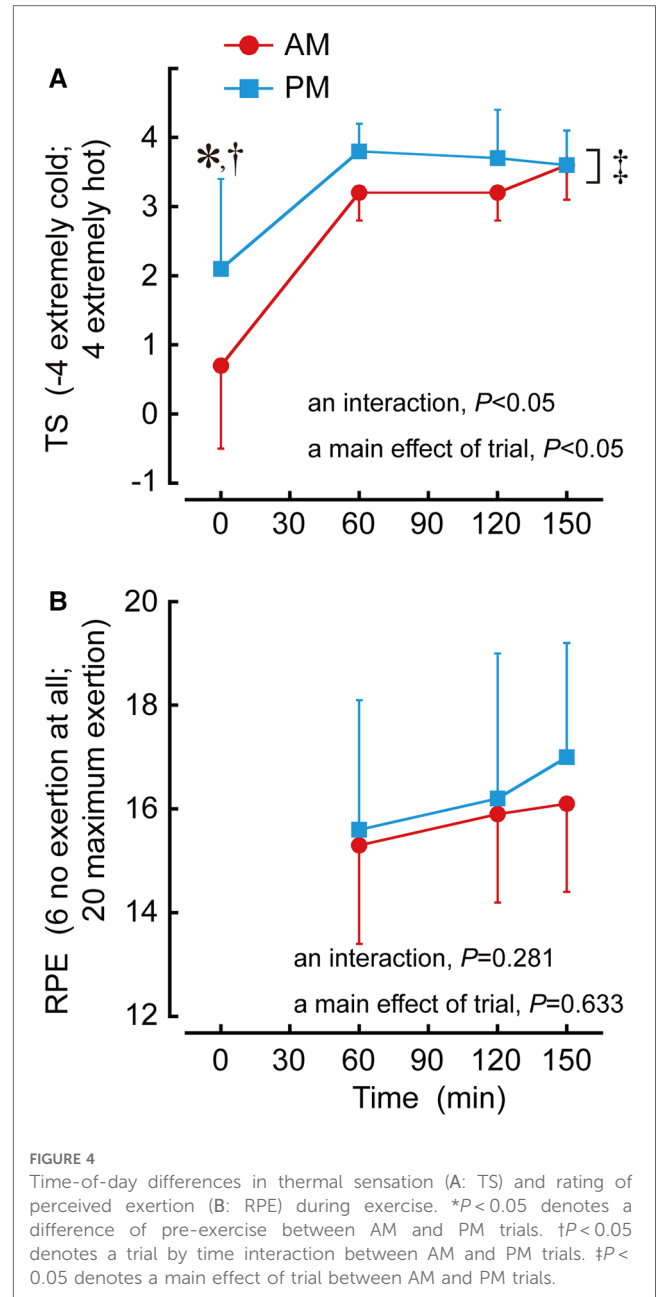 AM
PM
A
TS (-4 extremely cold;
4 extremely hot)
4
3
2
1
0
-1
*,†
‡
an interaction, P<0.05
a main effect of trial, P<0.05
0 30 60 90 120 150
B
RPE (6 no exertion at all;
20 maximum exertion)
20
18
16
14
12
an interaction, P=0.281
a main effect of trial, P=0.633
0 30 60 90 120 150
Time (min)
FIGURE 4
Time-of-day differences in thermal sensation (A: TS) and rating of
perceived exertion (B: RPE) during exercise. *P < 0.05 denotes a
difference of pre-exercise between AM and PM trials. †P < 0.05
denotes a trial by time interaction between AM and PM trials. ‡P <
0.05 denotes a main effect of trial between AM and PM trials.